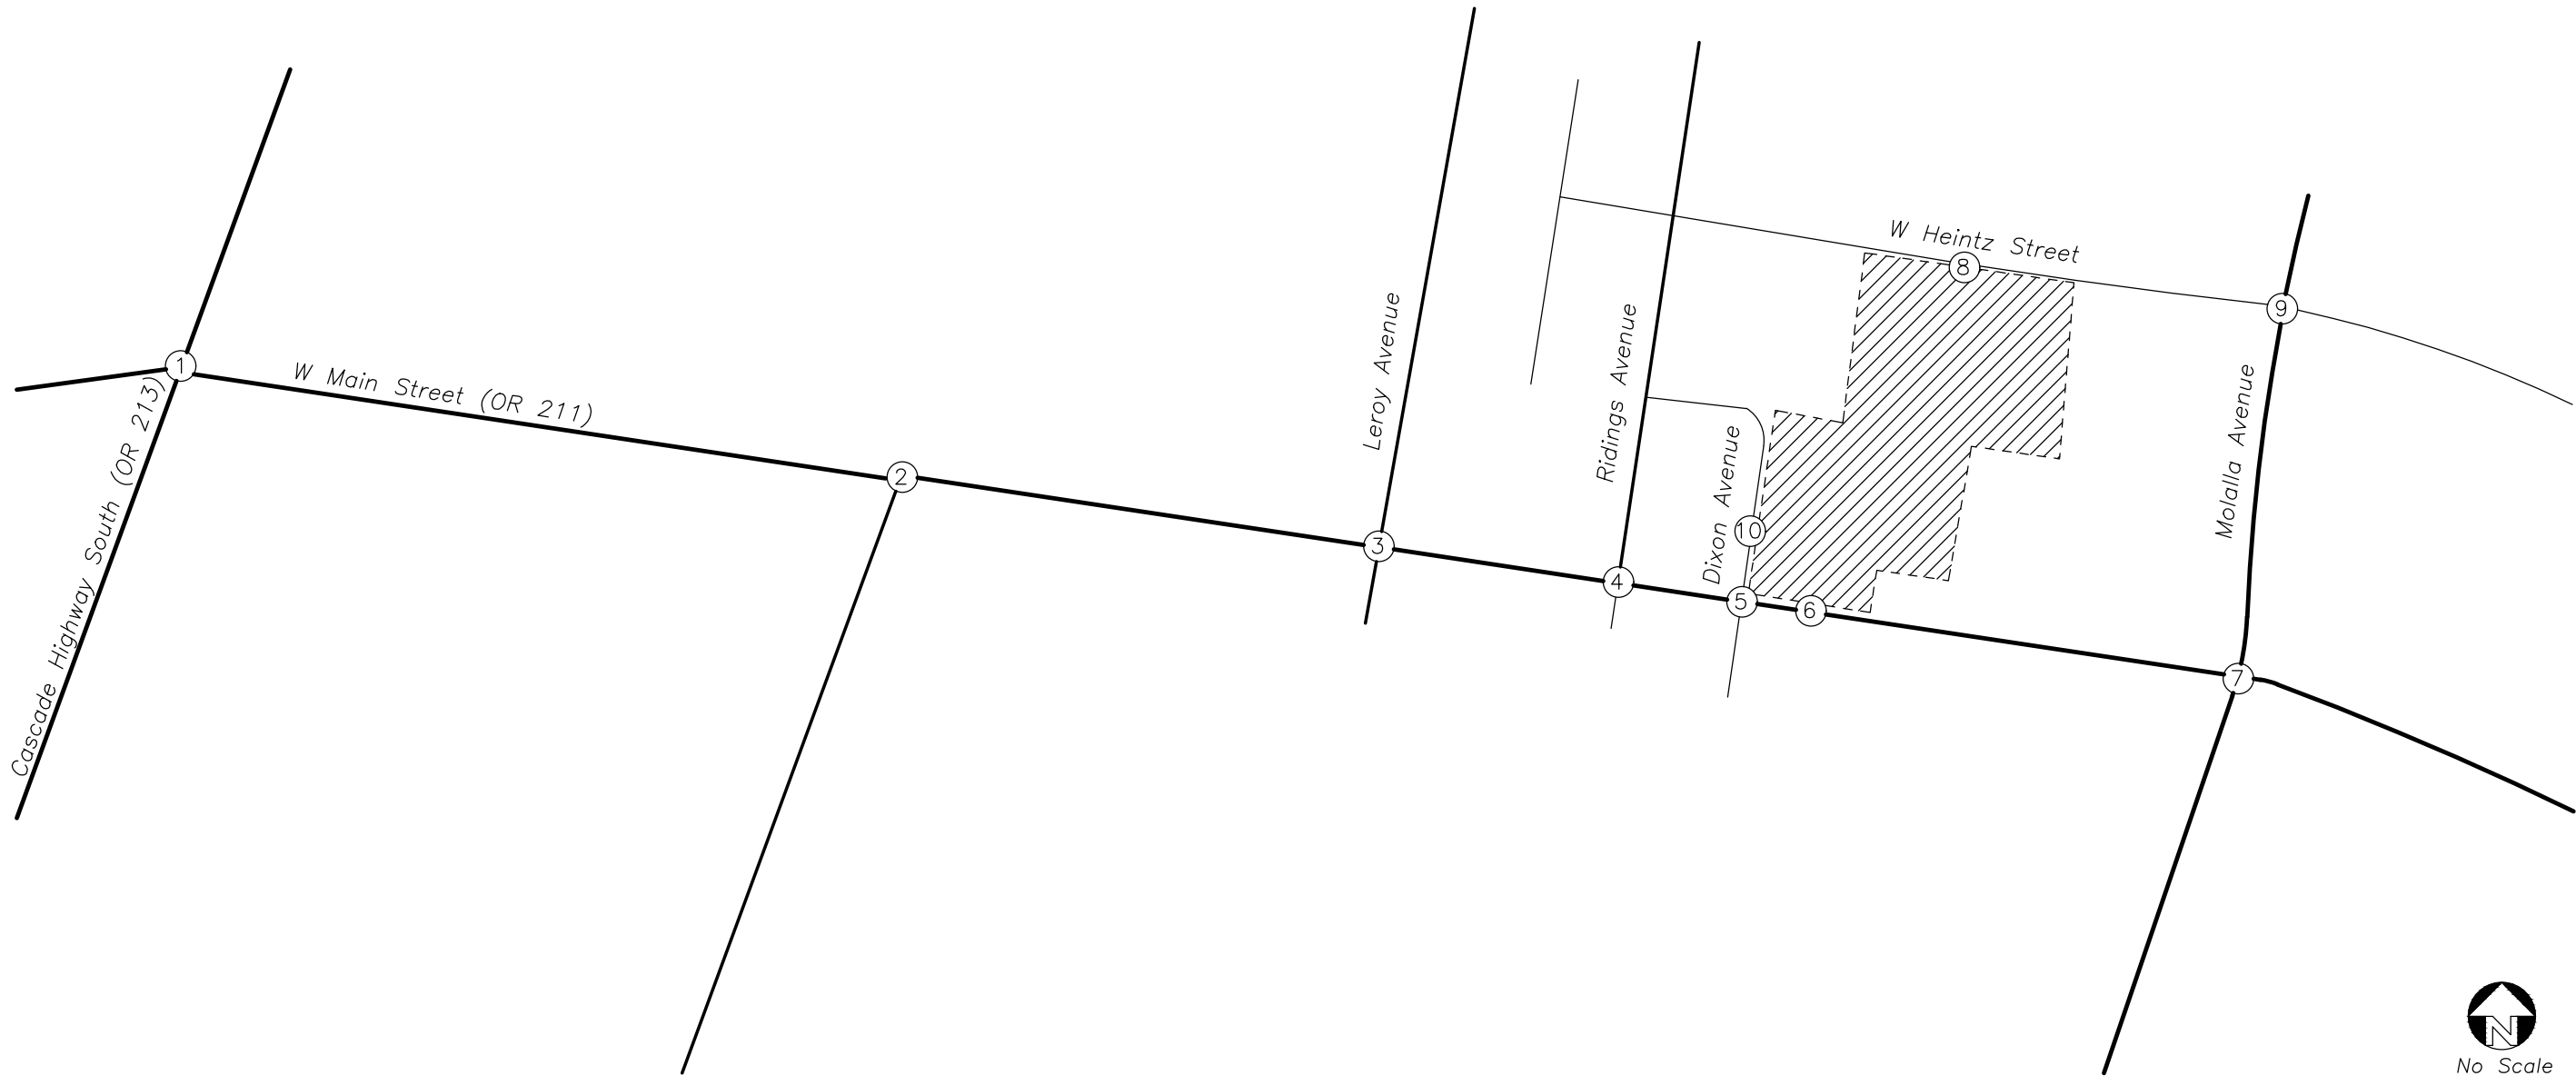 W Heintz Street
8
9
Leroy Avenue
Ridings Avenue
1
W Main Street (OR 211)
Cascade Highway South (OR 213)
Molalla Avenue
Dixon Avenue
2
10
3
4
5
6
7
N
No Scale